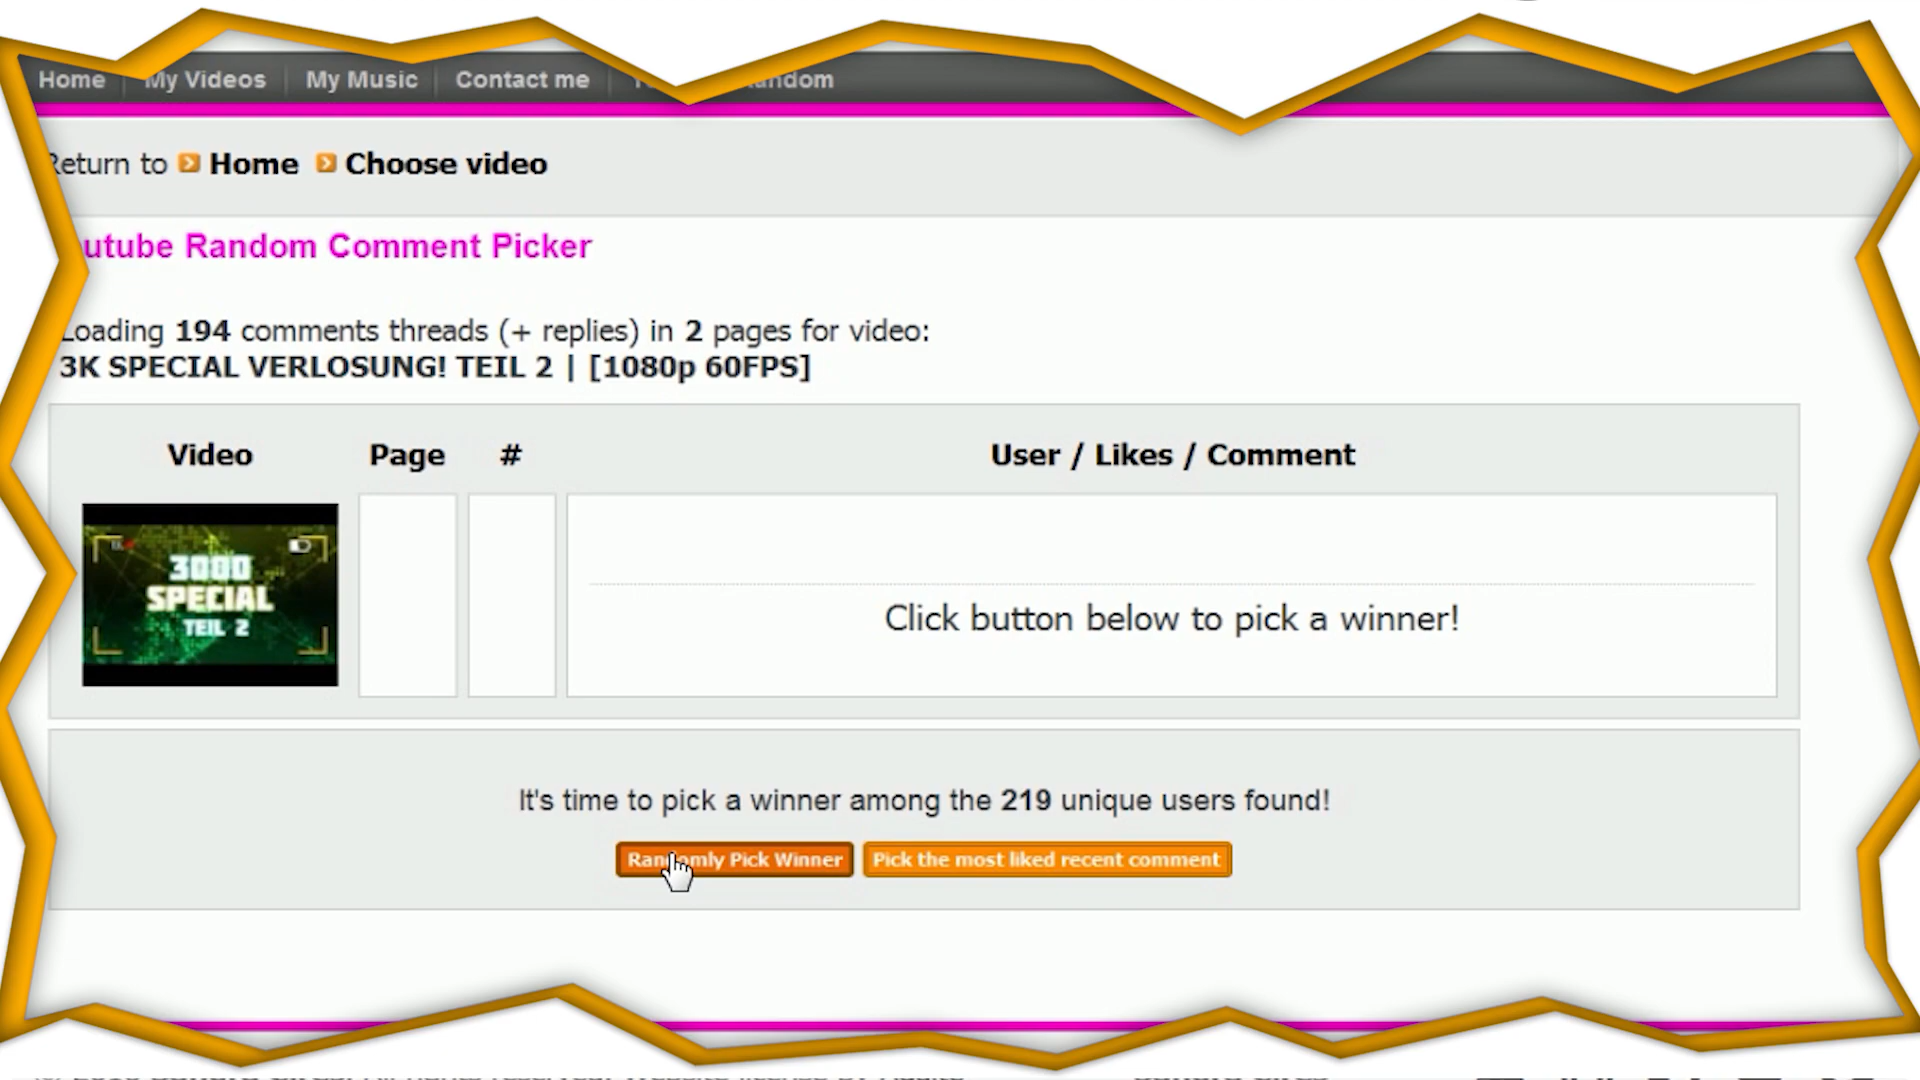 Home My Videos My Music Contact me
Return to Home Choose video
utube Random Comment Picker
Loading 194 comments threads (+ replies) in 2 pages for video:
3K SPECIAL VERLOSUNG! TEIL 2 | [1080p 60FPS]
Video Page # User / Likes / Comment
3000
SPECIAL
TEIL 2
Click button below to pick a winner!
It's time to pick a winner among the 219 unique users found!
Randomly Pick Winner Pick the most liked recent comment